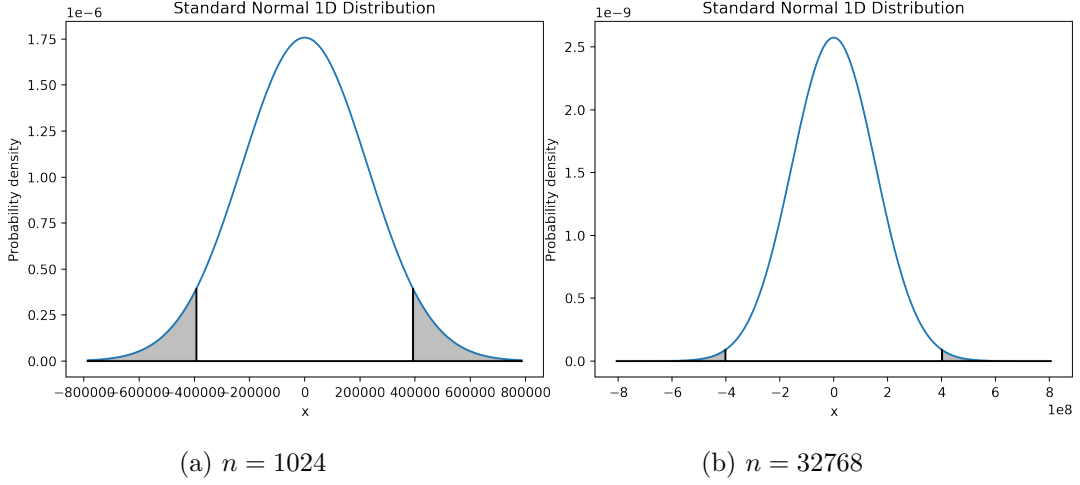 Standard Normal 1D Distribution
1e−6
1.75
1.50
1.25
1.00
0.75
0.50
0.25
0.00
Probability density
−800000 −600000 −400000 −200000 0 200000 400000 600000 800000
x
(a) n = 1024
Standard Normal 1D Distribution
1e−9
2.5
2.0
1.5
1.0
0.5
0.0
Probability density
−8 −6 −4 −2 0 2 4 6 8
1e8
x
(b) n = 32768